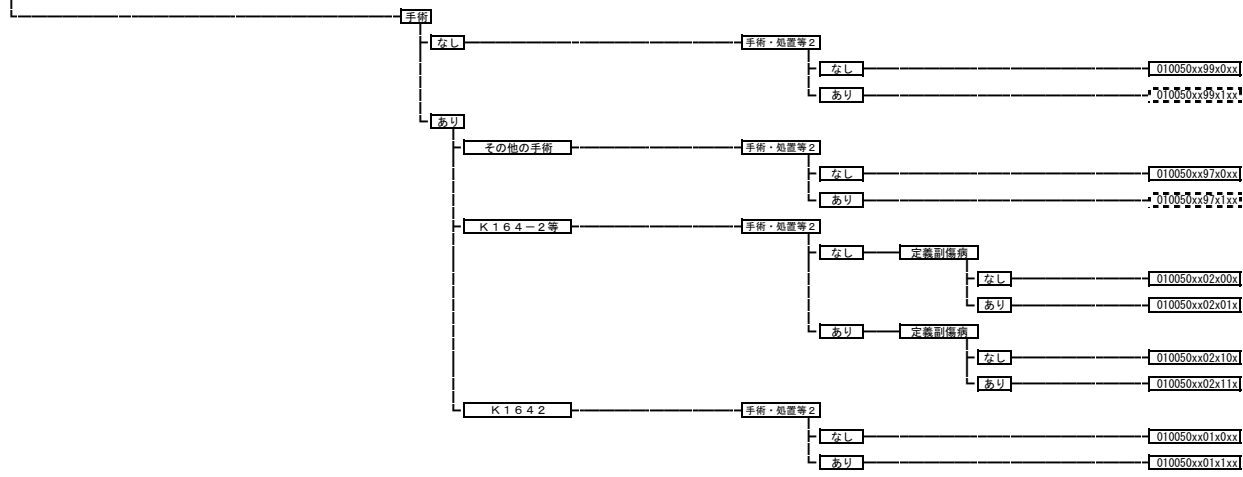 手術
なし 手術・処置等2
なし 010050xx99x0xx
あり 010050xx99x1xx
あり
その他の手術 手術・処置等2
なし 010050xx97x0xx
あり 010050xx97x1xx
K164-2等 手術・処置等2
なし 定義副傷病
なし 010050xx02x00x
あり 010050xx02x01x
あり 定義副傷病
なし 010050xx02x10x
あり 010050xx02x11x
K1642 手術・処置等2
なし 010050xx01x0xx
あり 010050xx01x1xx